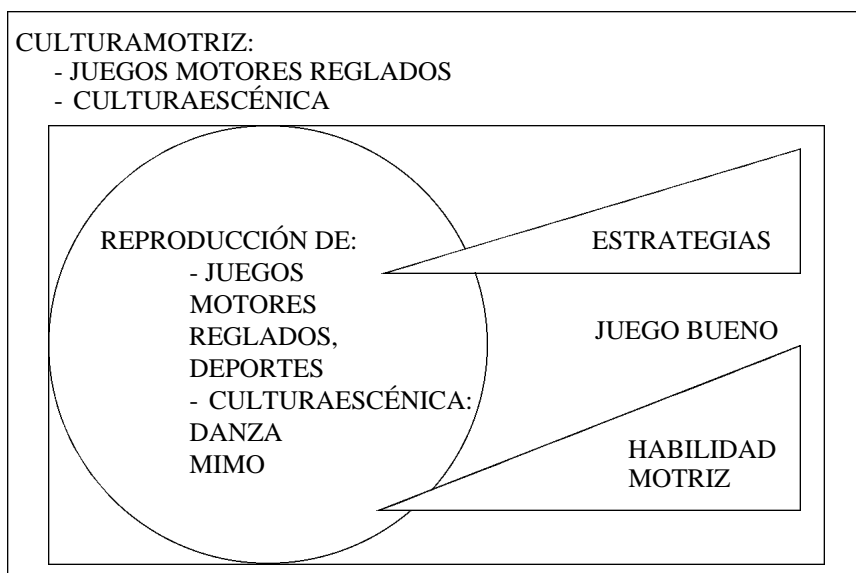 CULTURAMOTRIZ:
- JUEGOS MOTORES REGLADOS
- CULTURAESCÉNICA
REPRODUCCIÓN DE:
- JUEGOS
MOTORES
REGLADOS,
DEPORTES
- CULTURAESCÉNICA:
DANZA
MIMO
ESTRATEGIAS
JUEGO BUENO
HABILIDAD
MOTRIZ